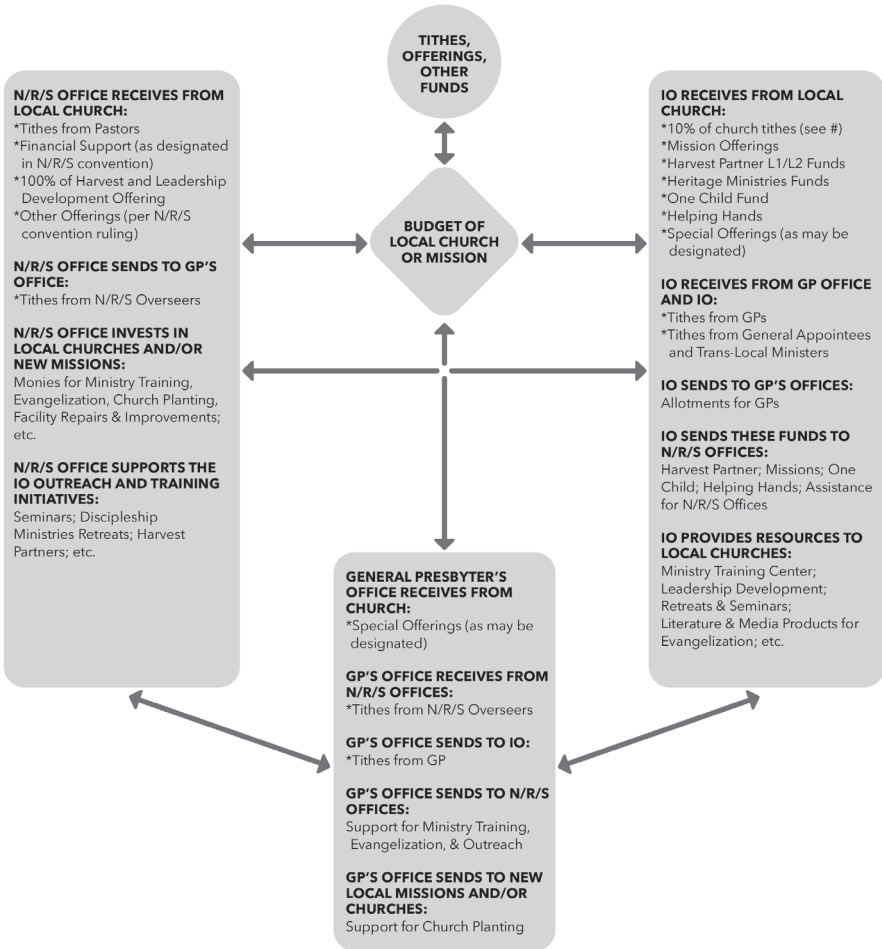 TITHES,
OFFERINGS,
OTHER
FUNDS
N/R/S OFFICE RECEIVES FROM
LOCAL CHURCH:
*Tithes from Pastors
*Financial Support (as designated
in N/R/S convention)
*100% of Harvest and Leadership
Development Offering
*Other Offerings (per N/R/S
convention ruling)
N/R/S OFFICE SENDS TO GP'S
OFFICE:
*Tithes from N/R/S Overseers
N/R/S OFFICE INVESTS IN
LOCAL CHURCHES AND/OR
NEW MISSIONS:
Monies for Ministry Training,
Evangelization, Church Planting,
Facility Repairs & Improvements;
etc.
N/R/S OFFICE SUPPORTS THE
IO OUTREACH AND TRAINING
INITIATIVES:
Seminars; Discipleship
Ministries Retreats; Harvest
Partners; etc.
BUDGET OF
LOCAL CHURCH
OR MISSION
IO RECEIVES FROM LOCAL
CHURCH:
*10% of church tithes (see #)
*Mission Offerings
*Harvest Partner L1/L2 Funds
*Heritage Ministries Funds
*One Child Fund
*Helping Hands
*Special Offerings (as may be
designated)
IO RECEIVES FROM GP OFFICE
AND IO:
*Tithes from GPs
*Tithes from General Appointees
and Trans-Local Ministers
IO SENDS TO GP'S OFFICES:
Allotments for GPs
IO SENDS THESE FUNDS TO
N/R/S OFFICES:
Harvest Partner; Missions; One
Child; Helping Hands; Assistance
for N/R/S Offices
IO PROVIDES RESOURCES TO
LOCAL CHURCHES:
Ministry Training Center;
Leadership Development;
Retreats & Seminars;
Literature & Media Products for
Evangelization; etc.
GENERAL PRESBYTER'S
OFFICE RECEIVES FROM
CHURCH:
*Special Offerings (as may be
designated)
GP'S OFFICE RECEIVES FROM
N/R/S OFFICES:
*Tithes from N/R/S Overseers
GP'S OFFICE SENDS TO IO:
*Tithes from GP
GP'S OFFICE SENDS TO N/R/S
OFFICES:
Support for Ministry Training,
Evangelization, & Outreach
GP'S OFFICE SENDS TO NEW
LOCAL MISSIONS AND/OR
CHURCHES:
Support for Church Planting